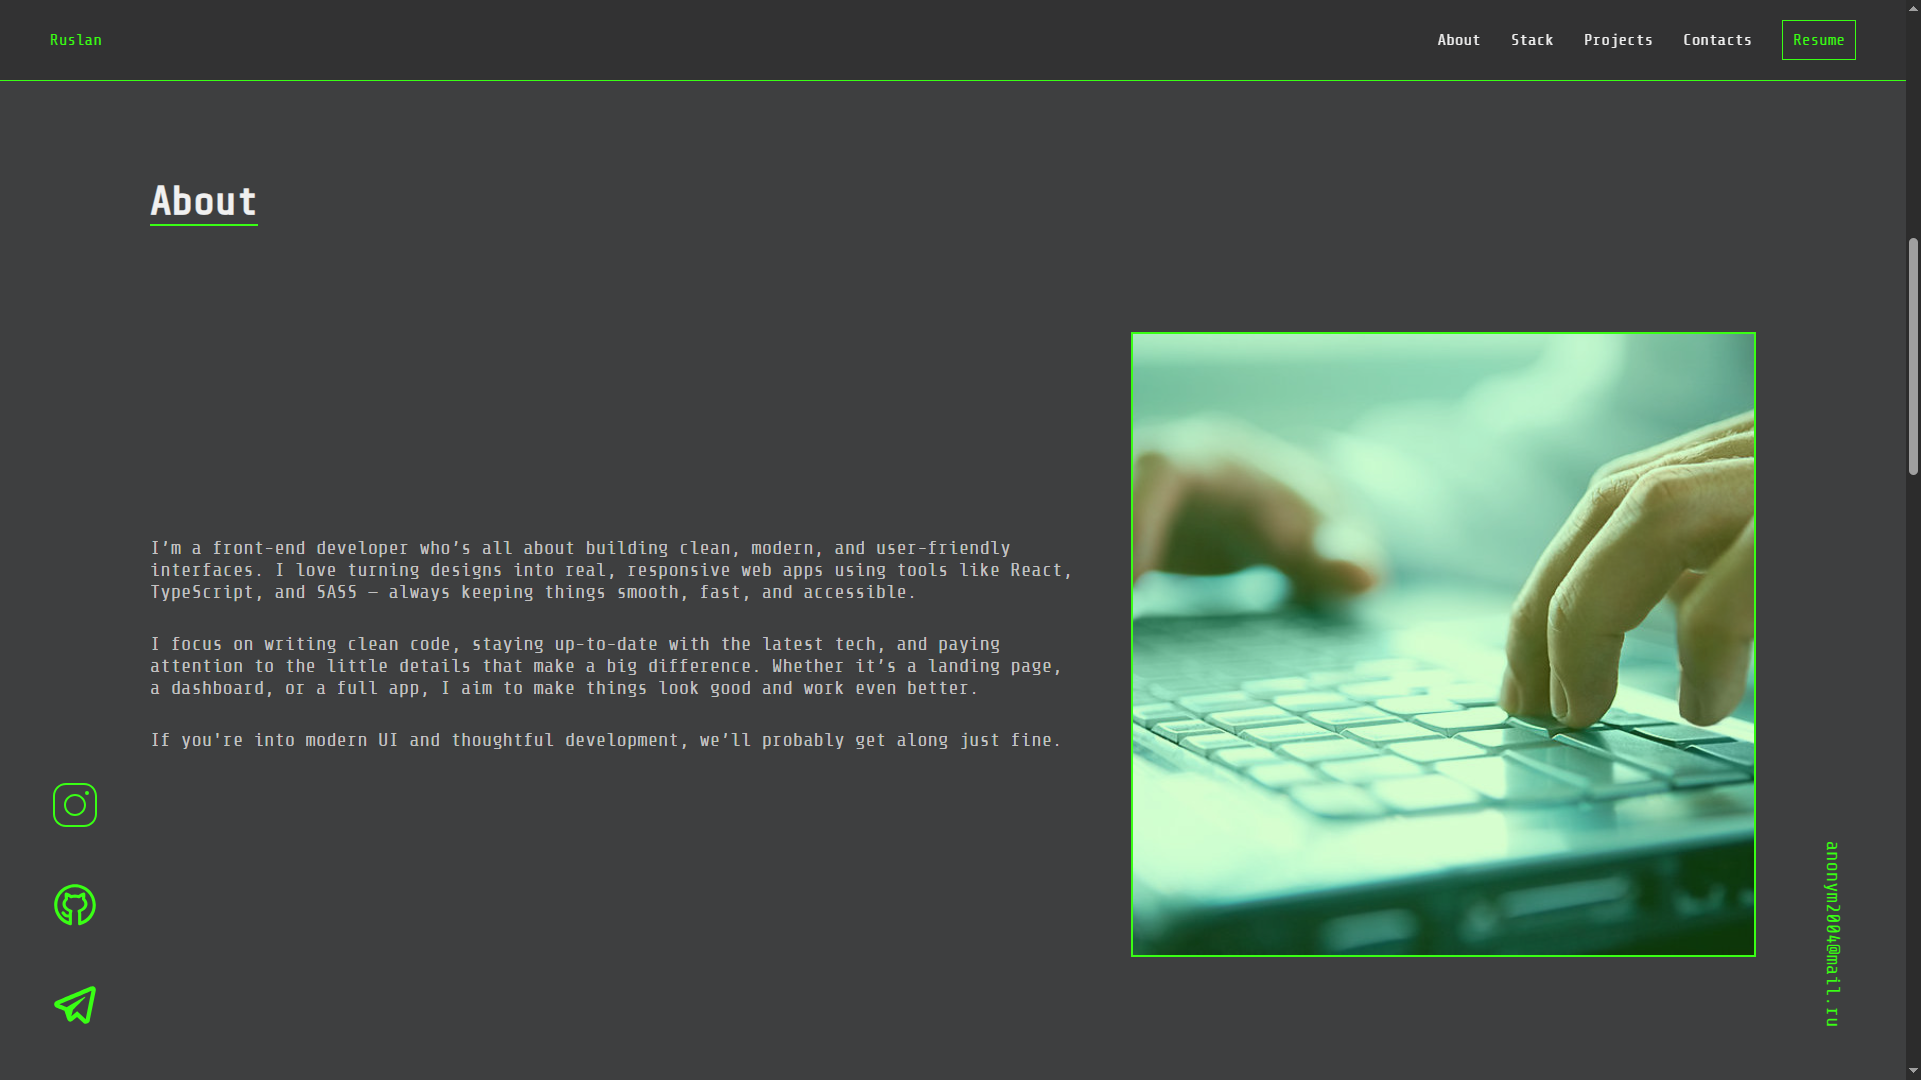 Ruslan
About
Stack
Projects
Contacts
Resume
About
I’m a front-end developer who’s all about building clean, modern, and user-friendly
interfaces. I love turning designs into real, responsive web apps using tools like React,
TypeScript, and SASS — always keeping things smooth, fast, and accessible.
I focus on writing clean code, staying up-to-date with the latest tech, and paying
attention to the little details that make a big difference. Whether it’s a landing page,
a dashboard, or a full app, I aim to make things look good and work even better.
If you're into modern UI and thoughtful development, we’ll probably get along just fine.
anonym2004@mail.ru